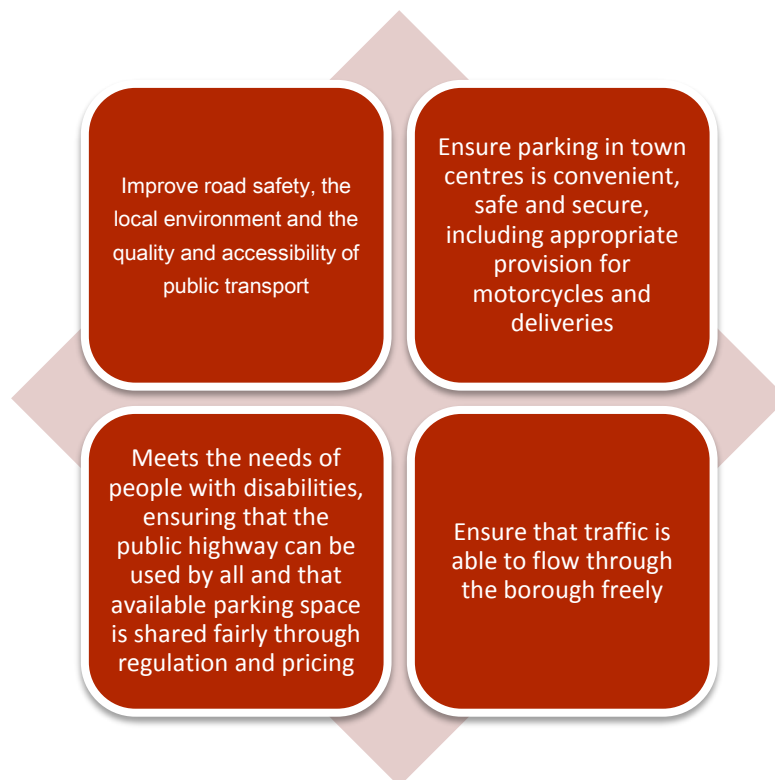 Improve road safety, the
local environment and the
quality and accessibility of
public transport
Ensure parking in town
centres is convenient,
safe and secure,
including appropriate
provision for
motorcycles and
deliveries
Meets the needs of
people with disabilities,
ensuring that the
public highway can be
used by all and that
available parking space
is shared fairly through
regulation and pricing
Ensure that traffic is
able to flow through
the borough freely